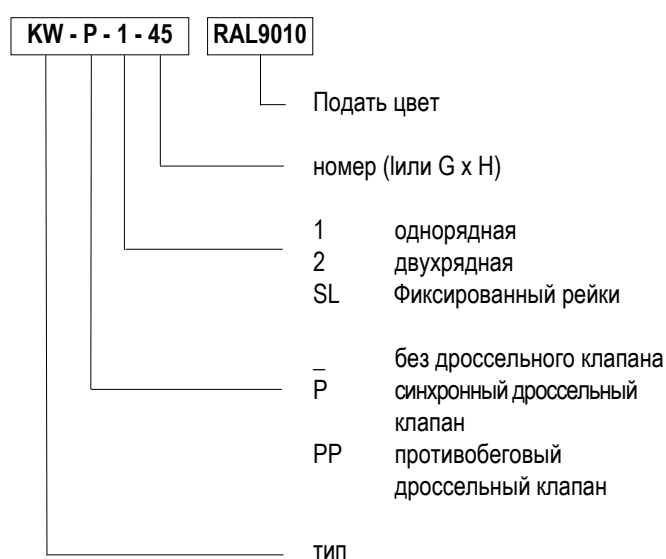 KW - P - 1 - 45 RAL9010
Подать цвет
номер (lили G x H)
1 однорядная
2 двухрядная
SL Фиксированный рейки
_ без дроссельного клапана
P синхронный дроссельный
клапан
PP противобеговый
дроссельный клапан
тип